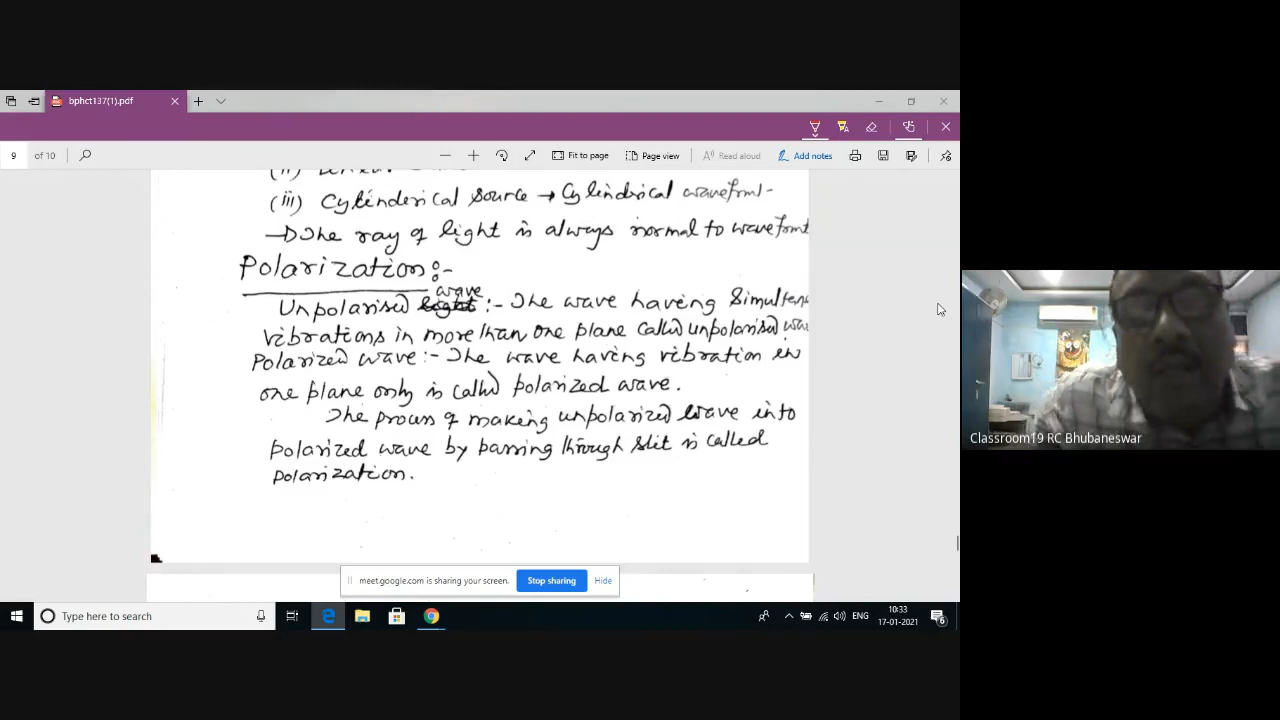 bphct137(1).pdf
9 of 10
Fit to page
Page view
Read aloud
Add notes
(iii) Cylinderical Source → Cylindrical wavefront
→ The ray of light is always normal to wavefront
Polarization :-
wave
Unpolarised light :- The wave having Simultan
vibrations in more than one plane called unpolarised wa
Polarized wave :- The wave having vibration in
one plane only is called polarized wave.
The process of making unpolarized wave into
polarized wave by passing through slit is called
polarization.
meet.google.com is sharing your screen.
Stop sharing
Hide
Classroom19 RC Bhubaneswar
Type here to search
ENG
10:33
17-01-2021
6